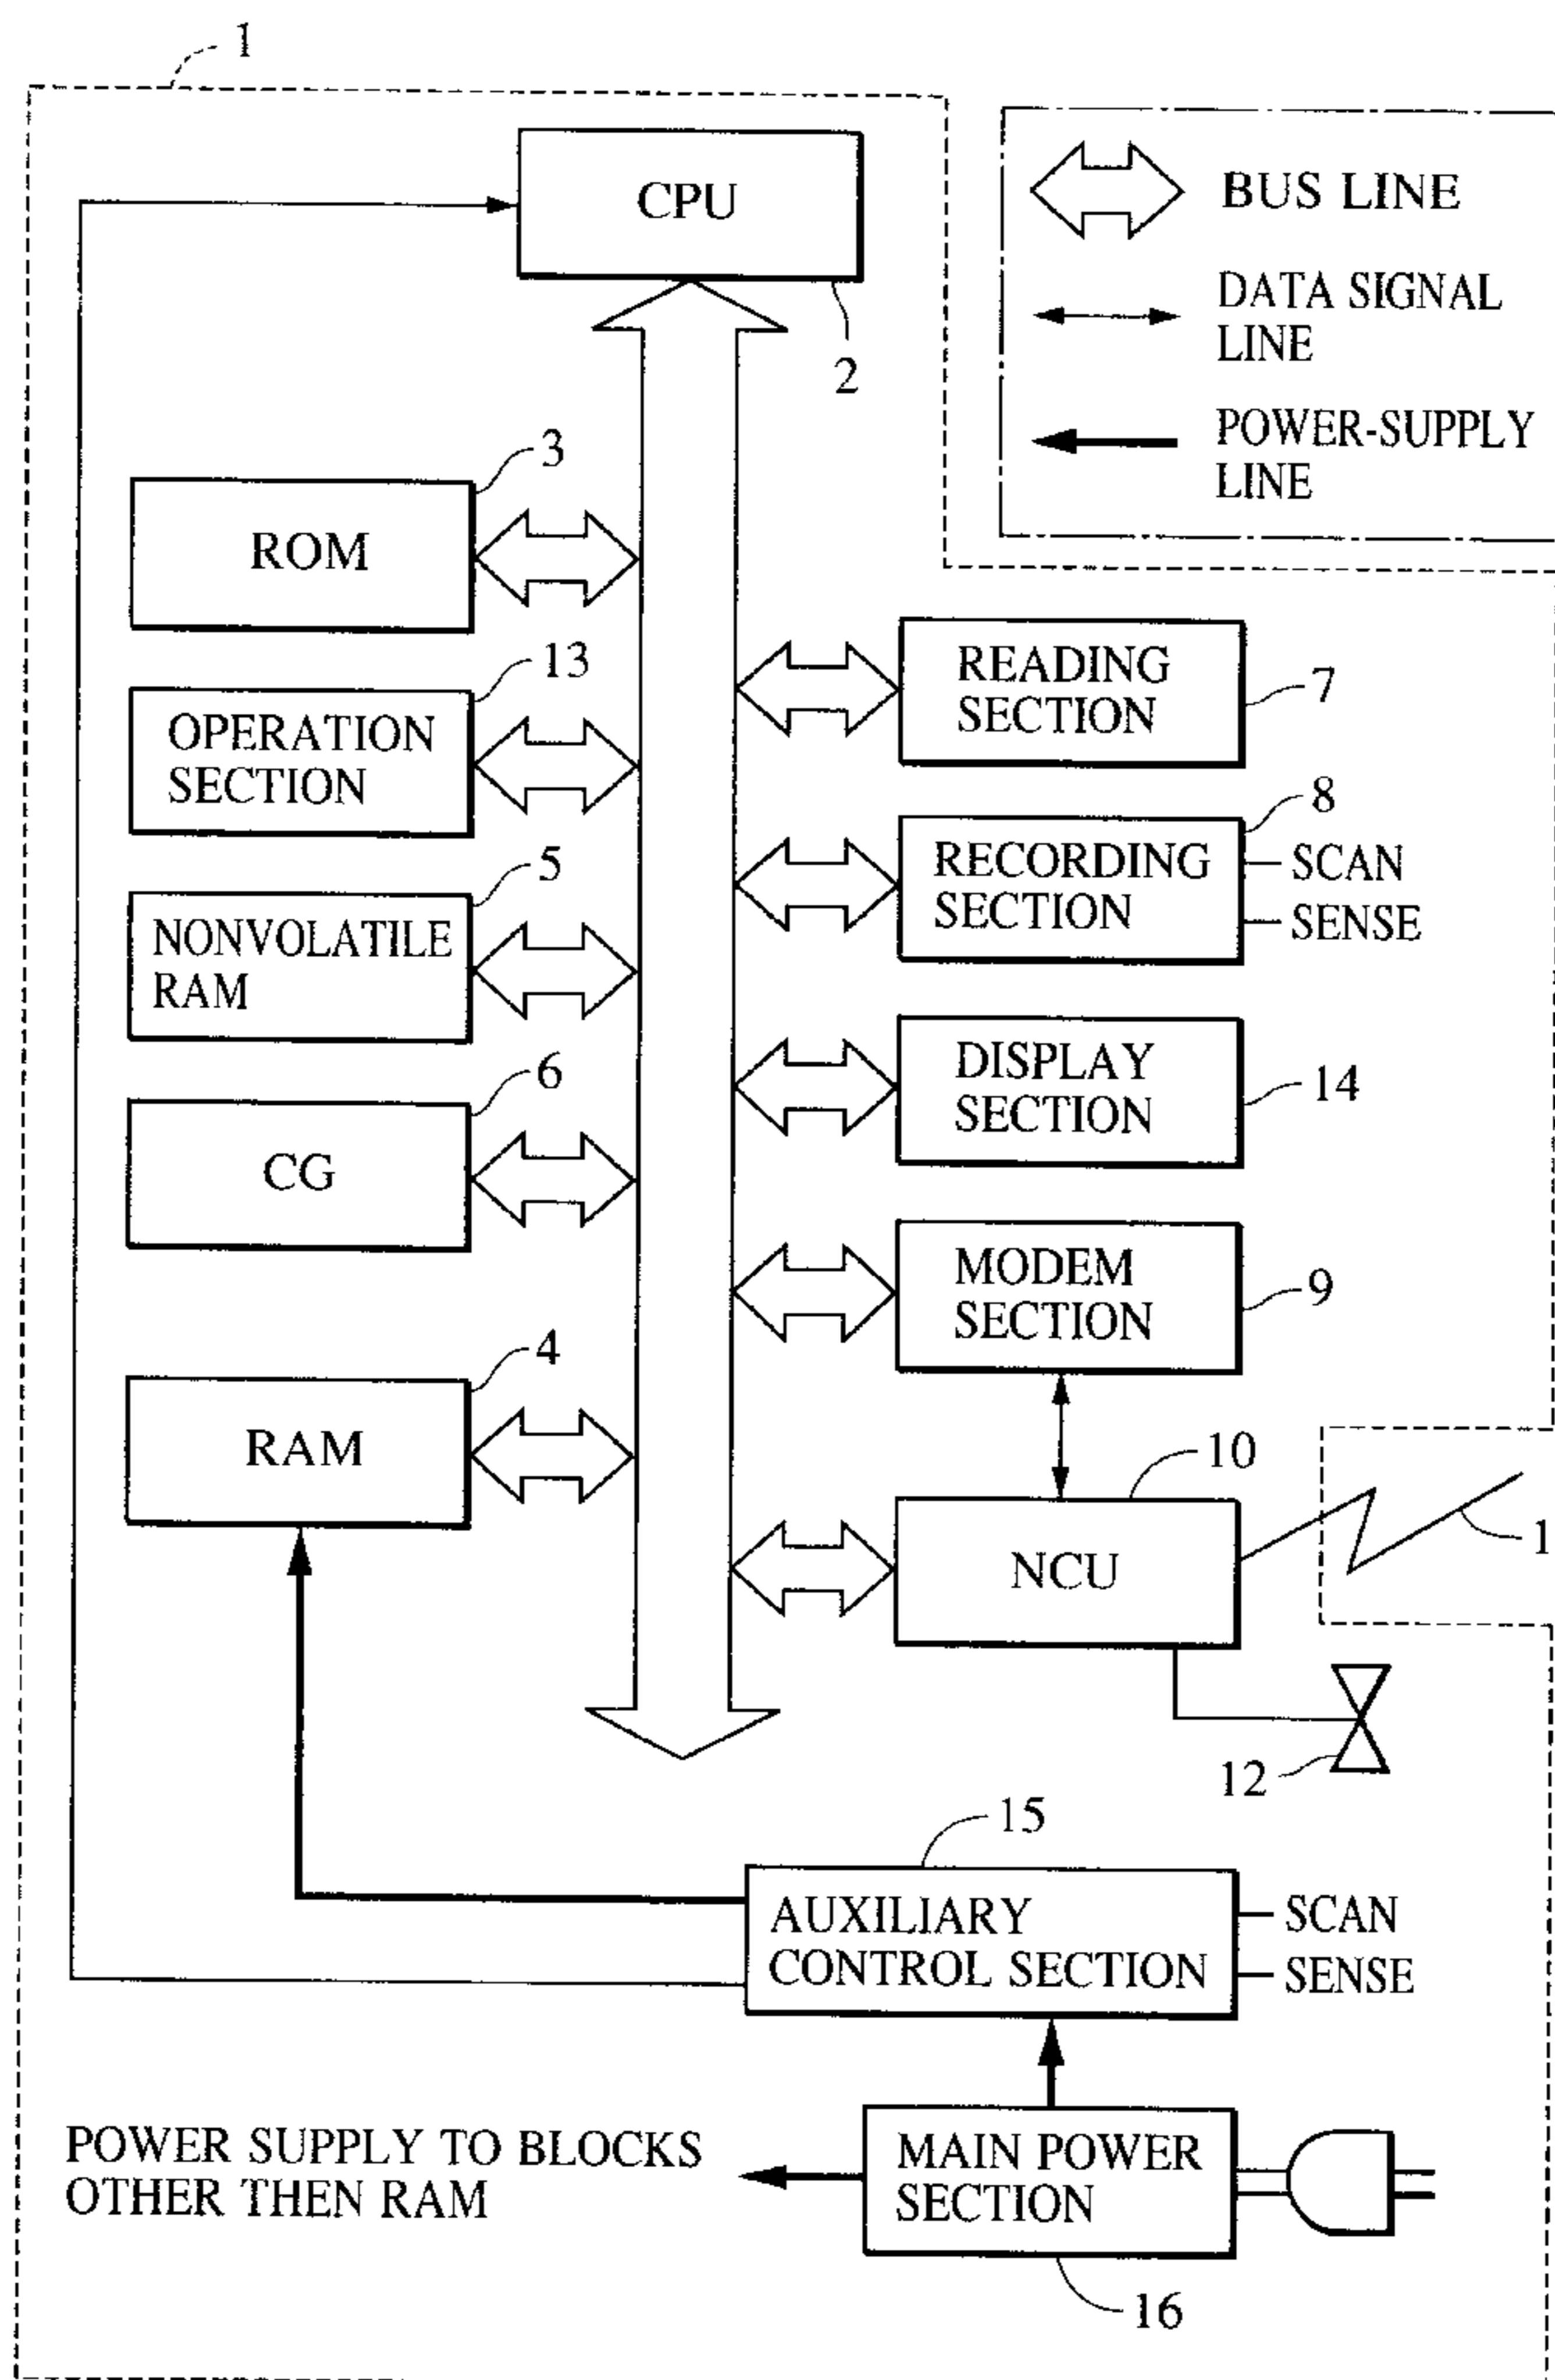 1
CPU
2
BUS LINE
DATA SIGNAL
LINE
POWER-SUPPLY
LINE
3
ROM
13
OPERATION
SECTION
5
NONVOLATILE
RAM
6
CG
4
RAM
READING
SECTION
7
8
RECORDING
SECTION
SCAN
SENSE
DISPLAY
SECTION
14
MODEM
SECTION
9
10
NCU
1
12
15
AUXILIARY
CONTROL SECTION
SCAN
SENSE
POWER SUPPLY TO BLOCKS
OTHER THEN RAM
MAIN POWER
SECTION
16